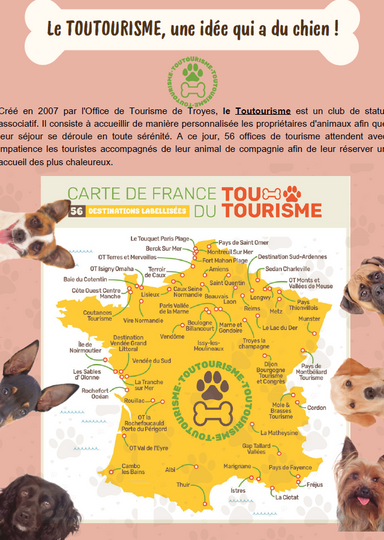 Le TOUTOURISME, une idée qui a du chien !
TOUTOURISME·TOUTOURISME·TOUTOURISME
Créé en 2007 par l'Office de Tourisme de Troyes, le Toutourisme est un club de statu
associatif. Il consiste à accueillir de manière personnalisée les propriétaires d'animaux afin que
leur séjour se déroule en toute sérénité. A ce jour, 56 offices de tourisme attendent avec
impatience les touristes accompagnés de leur animal de compagnie afin de leur réserver un
accueil des plus chaleureux.
CARTE DE FRANCE
56 DESTINATIONS LABELLISÉES
DU TOU
TOURISME
Le Touquet Paris Plage
Pays de Saint Omer
Berck Sur Mer
Montreuil Sur Mer
OT Terres et Merveilles
Fort Mahon Plage
Destination Sud-Ardennes
OT Isigny Omaha
Terroir de Caux
Amiens
Sedan Charleville
Baie du Cotentin
Saint Quentin
OT de Monts et Vallées de Meuse
Côte Ouest Centre Manche
Lisieux
Caux Seine Normandie
Beauvais
Laon
Longwy
Pays Thionvillois
Coutances Tourisme
Vire Normandie
Paris Vallée de la Marne
Reims
Metz
Munster
Vendôme
Boulogne Billancourt
Marne et Gondoire
Le Lac du Der
Île de Noirmoutier
Destination Vendée Grand Littoral
Issy-les-Moulineaux
Troyes la champagne
Vendée du Sud
Dijon Bourgogne Tourisme et Congrès
Pays de Montbéliard Tourisme
Les Sables d'Olonne
La Tranche sur Mer
Rochefort Océan
Rouillac
Mols & Brasses Tourisme
Cordon
OT la Rochefoucauld Porte du Périgord
TOUTOURISME·TOUTOURISME·TOUTOURISME
La Matheysine
OT Val de l'Eyre
Gap Tallard Vallées
Cambo les Bains
Albi
Marignane
Pays de Fayence
Thuir
Istres
La Ciotat
Fréjus